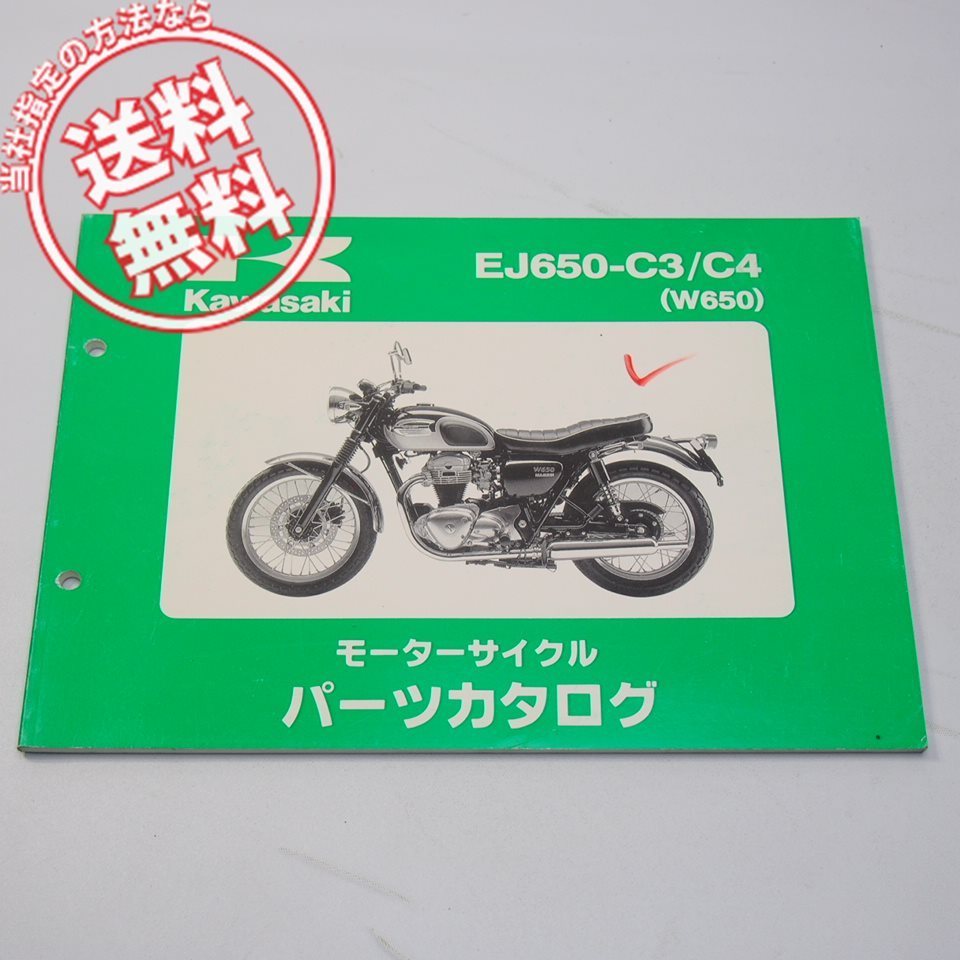 当社指定の方法なら
送料
無料
Kawasaki
EJ650-C3/C4
(W650)
W650
モーターサイクル
パーツカタログ